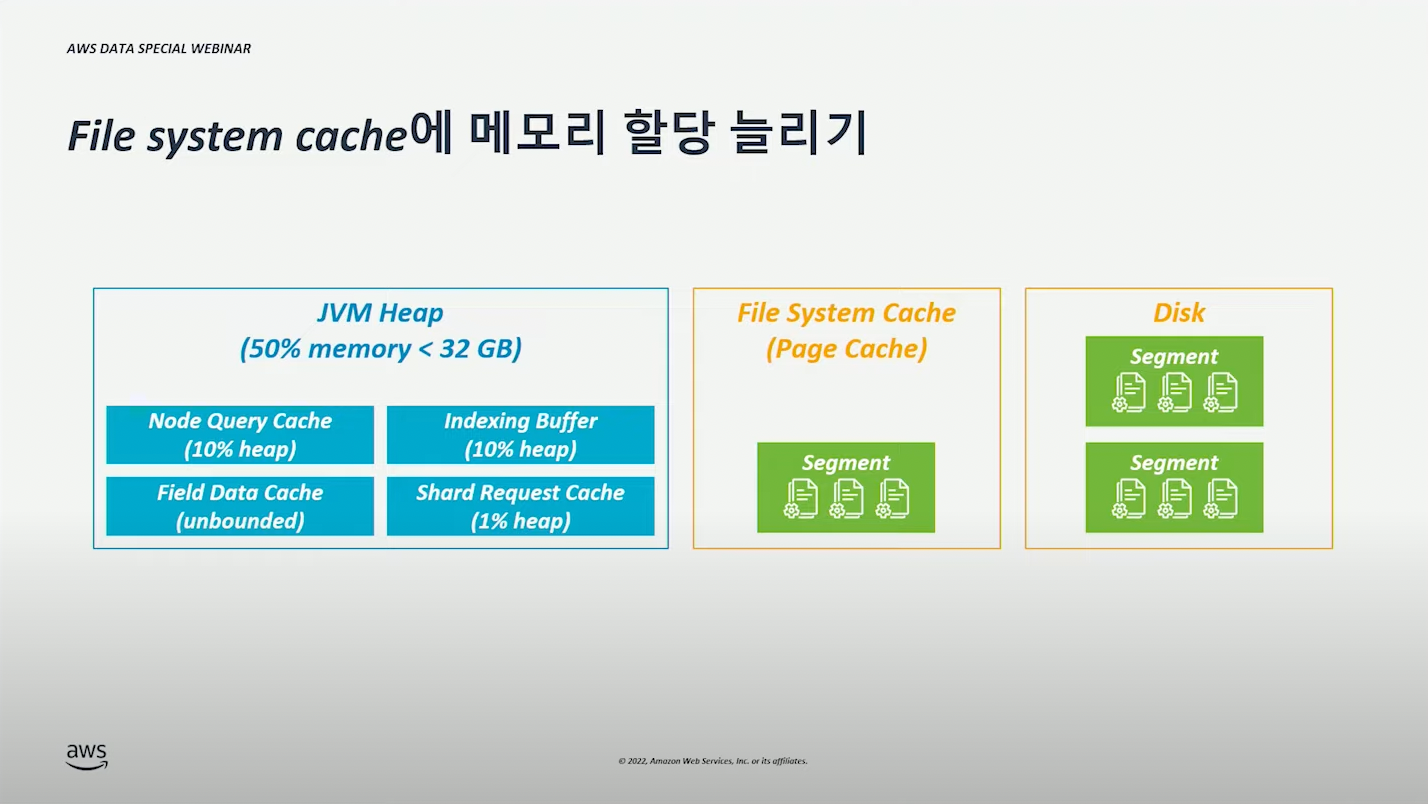 AWS DATA SPECIAL WEBINAR
File system cache에 메모리 할당 늘리기
JVM Heap
(50% memory < 32 GB)
Node Query Cache
(10% heap)
Indexing Buffer
(10% heap)
Field Data Cache
(unbounded)
Shard Request Cache
(1% heap)
File System Cache
(Page Cache)
Segment
Disk
Segment
Segment
aws
© 2022, Amazon Web Services, Inc. or its affiliates.